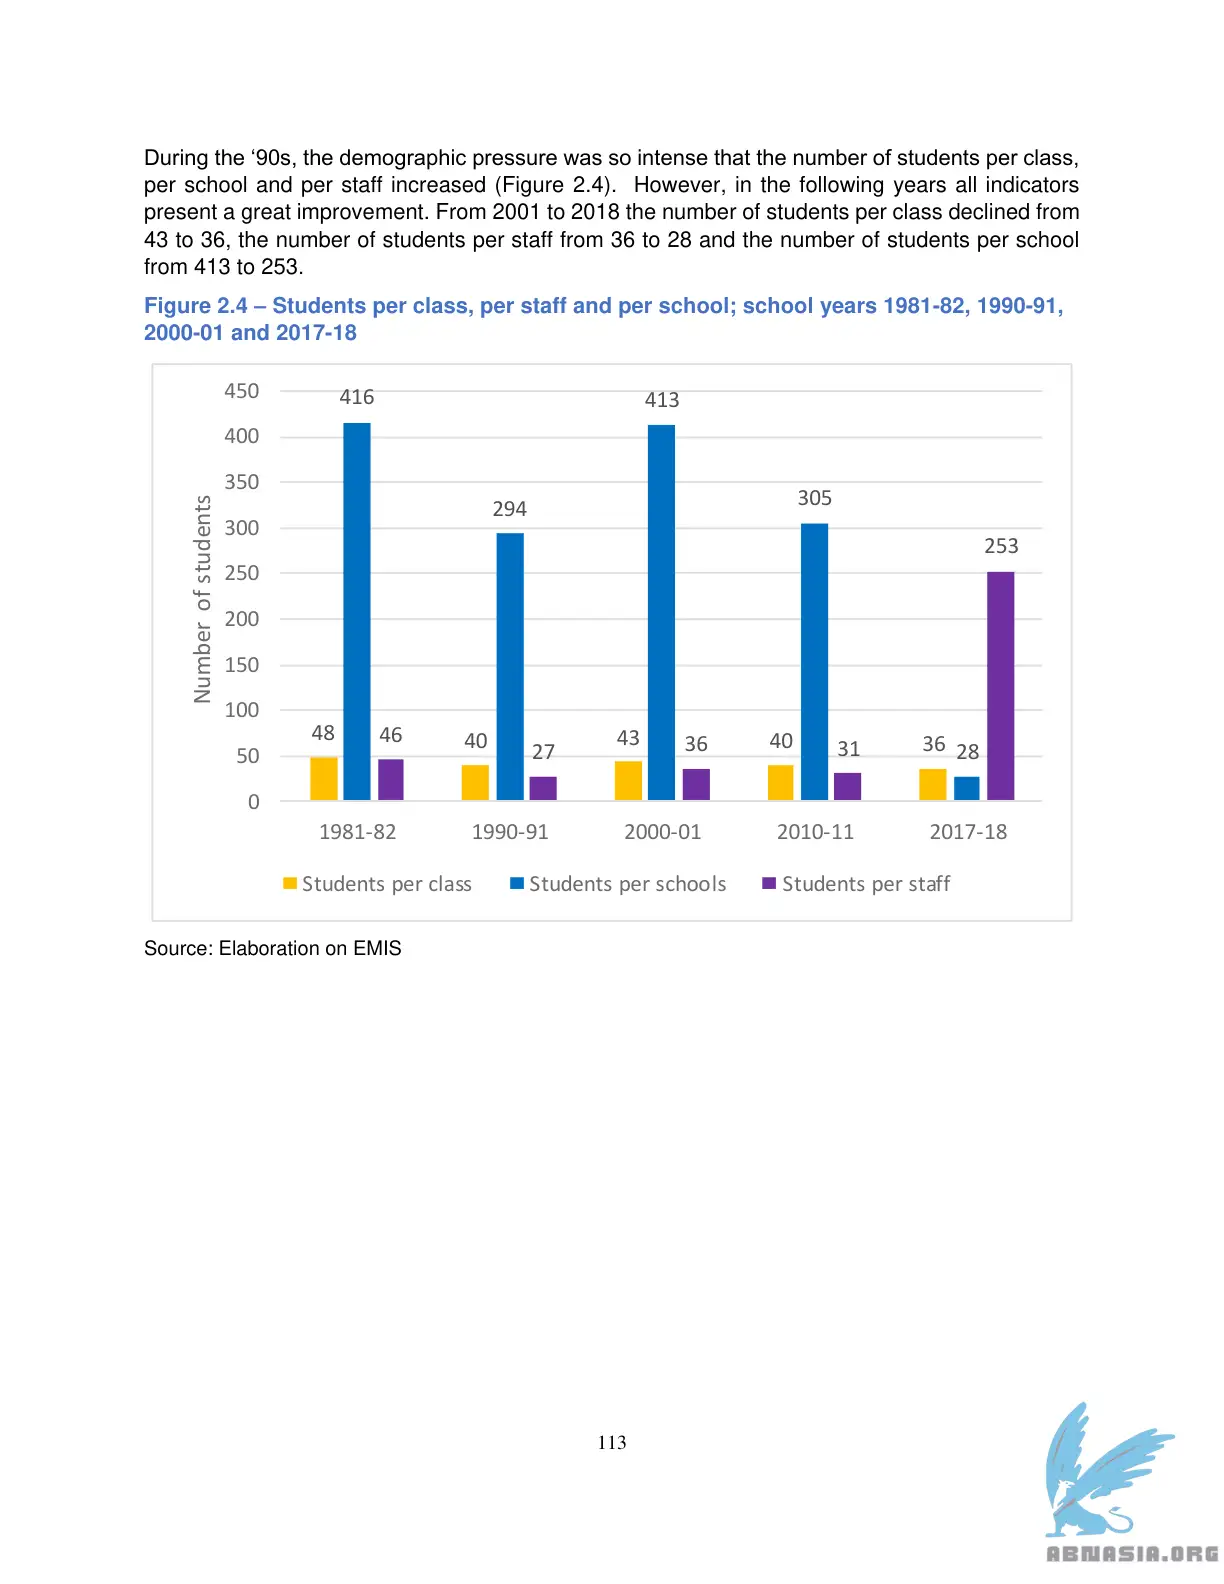 During the ‘90s, the demographic pressure was so intense that the number of students per class,
per school and per staff increased (Figure 2.4).  However, in the following years all indicators
present a great improvement. From 2001 to 2018 the number of students per class declined from
43 to 36, the number of students per staff from 36 to 28 and the number of students per school
from 413 to 253.
Figure 2.4 – Students per class, per staff and per school; school years 1981-82, 1990-91,
2000-01 and 2017-18
Number of students
450
400
350
300
250
200
150
100
50
0
48
416
46
40
294
27
43
413
36
40
305
31
36
28
253
1981-82 1990-91 2000-01 2010-11 2017-18
Students per class Students per schools Students per staff
Source: Elaboration on EMIS
113
ABNASIA.ORG